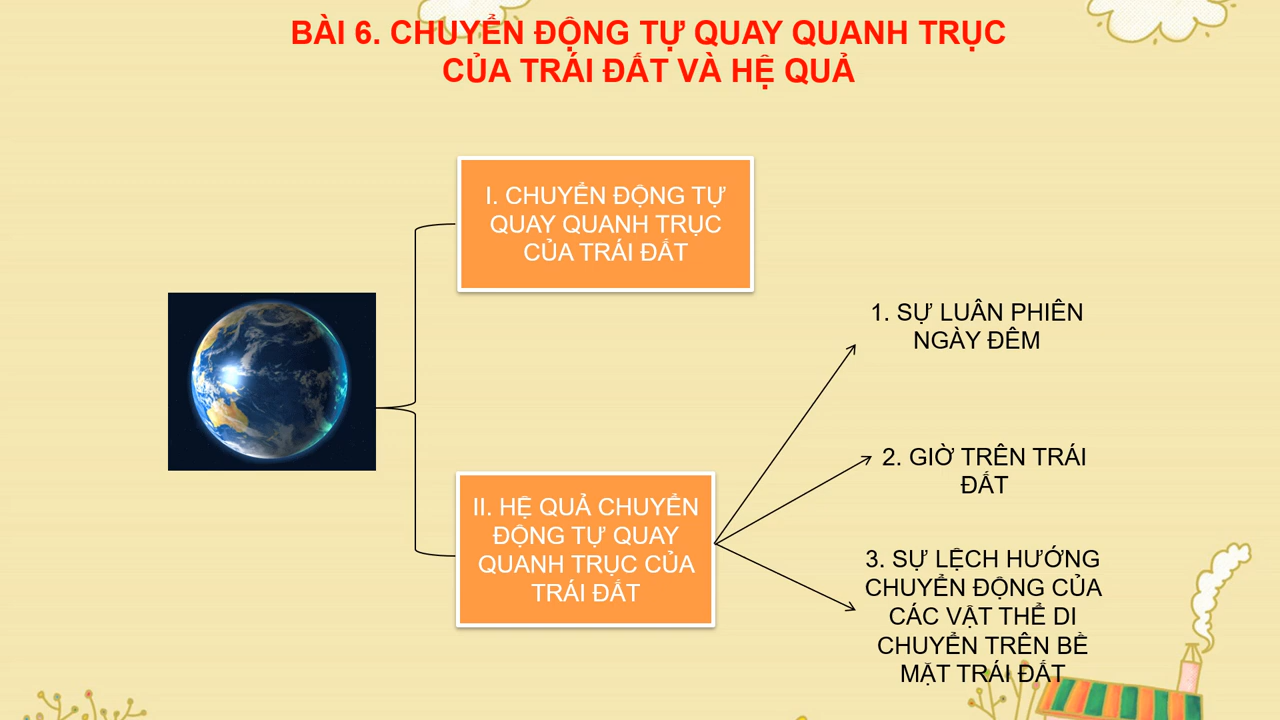 BÀI 6. CHUYỂN ĐỘNG TỰ QUAY QUANH TRỤC
CỦA TRÁI ĐẤT VÀ HỆ QUẢ
I. CHUYỂN ĐỘNG TỰ
QUAY QUANH TRỤC
CỦA TRÁI ĐẤT
II. HỆ QUẢ CHUYỂN
ĐỘNG TỰ QUAY
QUANH TRỤC CỦA
TRÁI ĐẤT
1. SỰ LUÂN PHIÊN
NGÀY ĐÊM
2. GIỜ TRÊN TRÁI
ĐẤT
3. SỰ LỆCH HƯỚNG
CHUYỂN ĐỘNG CỦA
CÁC VẬT THỂ DI
CHUYỂN TRÊN BỀ
MẶT TRÁI ĐẤT